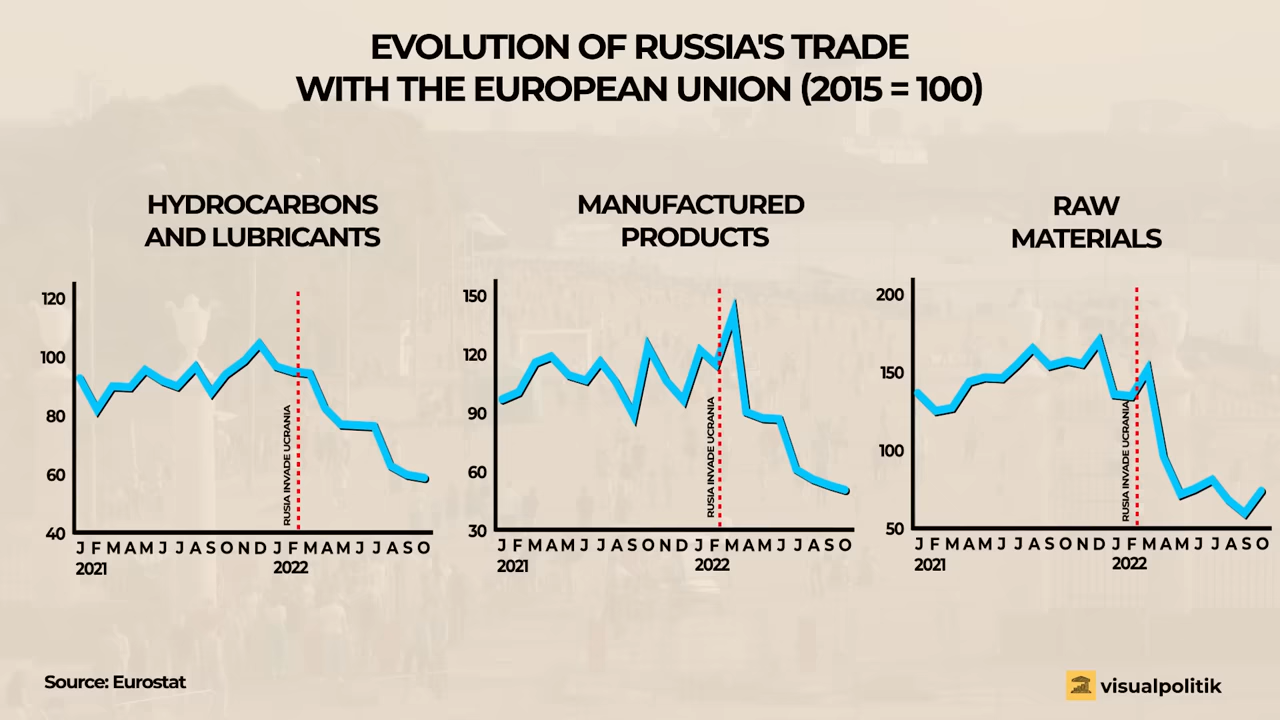 EVOLUTION OF RUSSIA'S TRADE
WITH THE EUROPEAN UNION (2015 = 100)
HYDROCARBONS
AND LUBRICANTS
120
100
80
60
40
RUSIA INVADE UCRANIA
J F M A M J J A S O N D J F M A M J J A S O
2021
2022
MANUFACTURED
PRODUCTS
150
120
90
60
30
RUSIA INVADE UCRANIA
J F M A M J J A S O N D J F M A M J J A S O
2021
2022
RAW
MATERIALS
200
150
100
50
RUSIA INVADE UCRANIA
J F M A M J J A S O N D J F M A M J J A S O
2021
2022
Source: Eurostat
visualpolitik